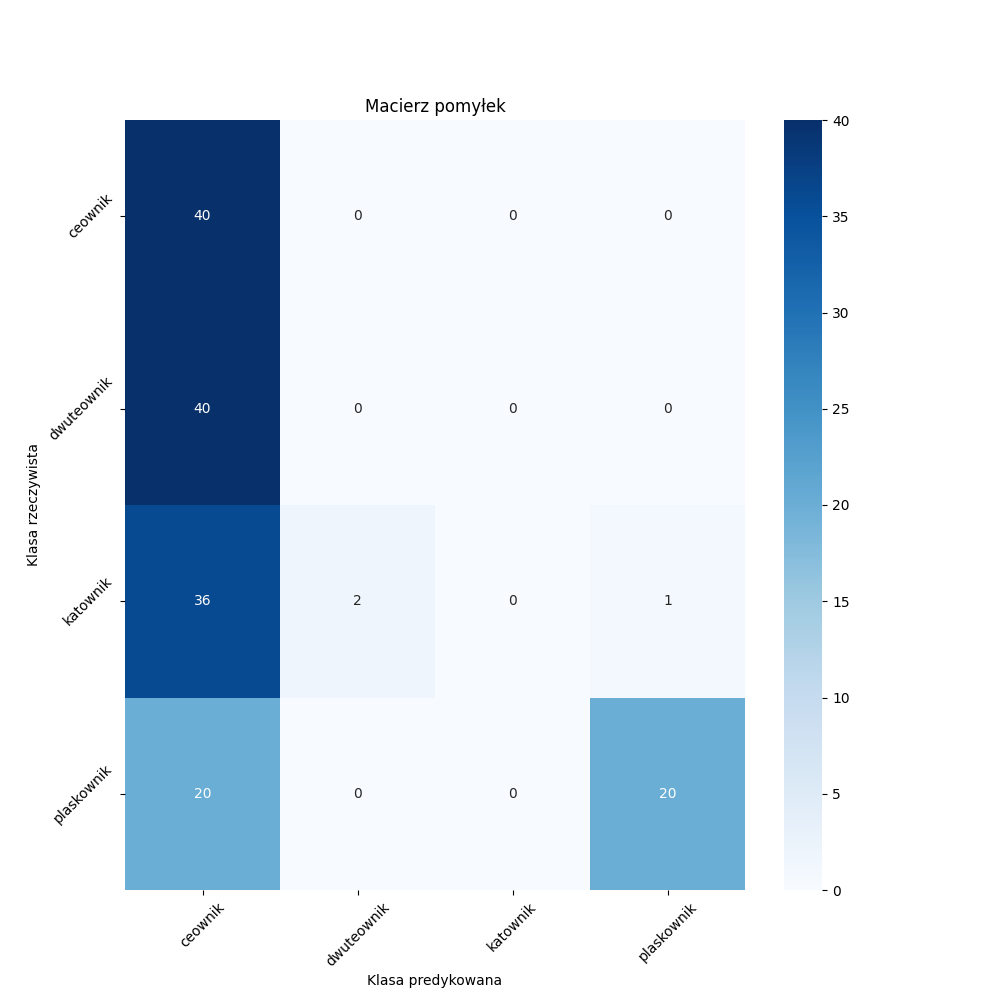 Macierz pomyłek
Klasa rzeczywista
ceownik
40 0 0 0
dwuteownik
40 0 0 0
katownik
36 2 0 1
plaskownik
20 0 0 20
ceownik dwuteownik katownik plaskownik
Klasa predykowana
40
35
30
25
20
15
10
5
0